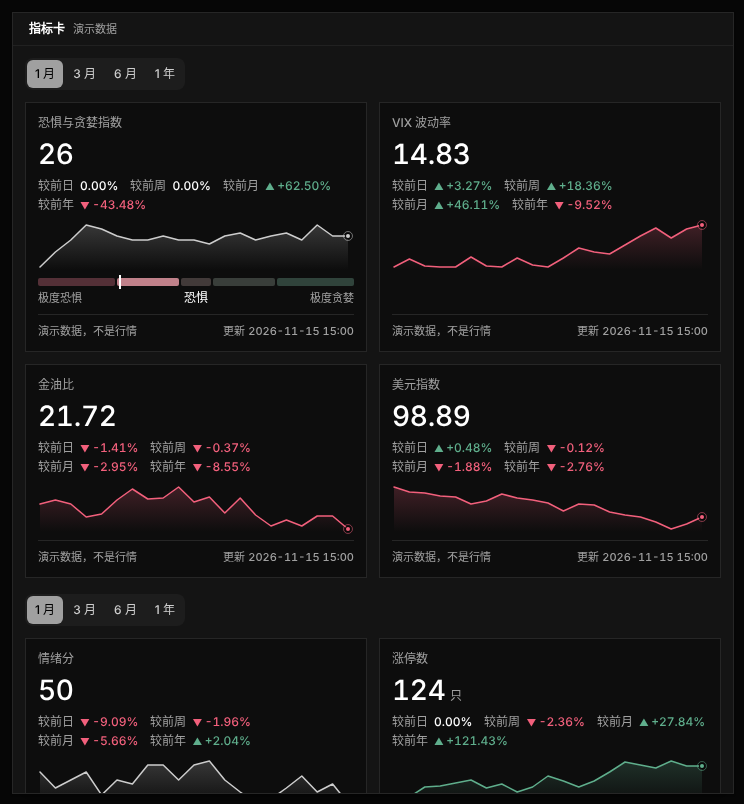 指标卡 演示数据
1月 3月 6月 1年
恐惧与贪婪指数
26
较前日 0.00% 较前周 0.00% 较前月 ▲+62.50%
较前年 ▼-43.48%
极度恐惧 恐惧 极度贪婪
演示数据，不是行情 更新 2026-11-15 15:00
VIX 波动率
14.83
较前日 ▲+3.27% 较前周 ▲+18.36%
较前月 ▲+46.11% 较前年 ▼-9.52%
演示数据，不是行情 更新 2026-11-15 15:00
金油比
21.72
较前日 ▼-1.41% 较前周 ▼-0.37%
较前月 ▼-2.95% 较前年 ▼-8.55%
演示数据，不是行情 更新 2026-11-15 15:00
美元指数
98.89
较前日 ▲+0.48% 较前周 ▼-0.12%
较前月 ▼-1.88% 较前年 ▼-2.76%
演示数据，不是行情 更新 2026-11-15 15:00
1月 3月 6月 1年
情绪分
50
较前日 ▼-9.09% 较前周 ▼-1.96%
较前月 ▼-5.66% 较前年 ▲+2.04%
涨停数
124 只
较前日 0.00% 较前周 ▼-2.36% 较前月 ▲+27.84%
较前年 ▲+121.43%